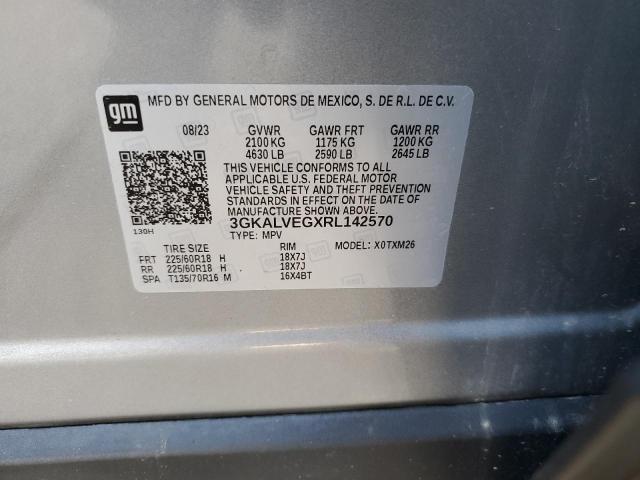 gm MFD BY GENERAL MOTORS DE MEXICO, S. DE R.L. DE C.V.
08/23 GVWR GAWR FRT GAWR RR
2100 KG 1175 KG 1200 KG
4630 LB 2590 LB 2645 LB
THIS VEHICLE CONFORMS TO ALL
APPLICABLE U.S. FEDERAL MOTOR
VEHICLE SAFETY AND THEFT PREVENTION
STANDARDS IN EFFECT ON THE DATE OF
MANUFACTURE SHOWN ABOVE.
3GKALVEGXRL142570
130H TYPE: MPV
TIRE SIZE RIM MODEL: X0TXM26
FRT 225/60R18 H 18X7J
RR 225/60R18 H 18X7J
SPA T135/70R16 M 16X4BT